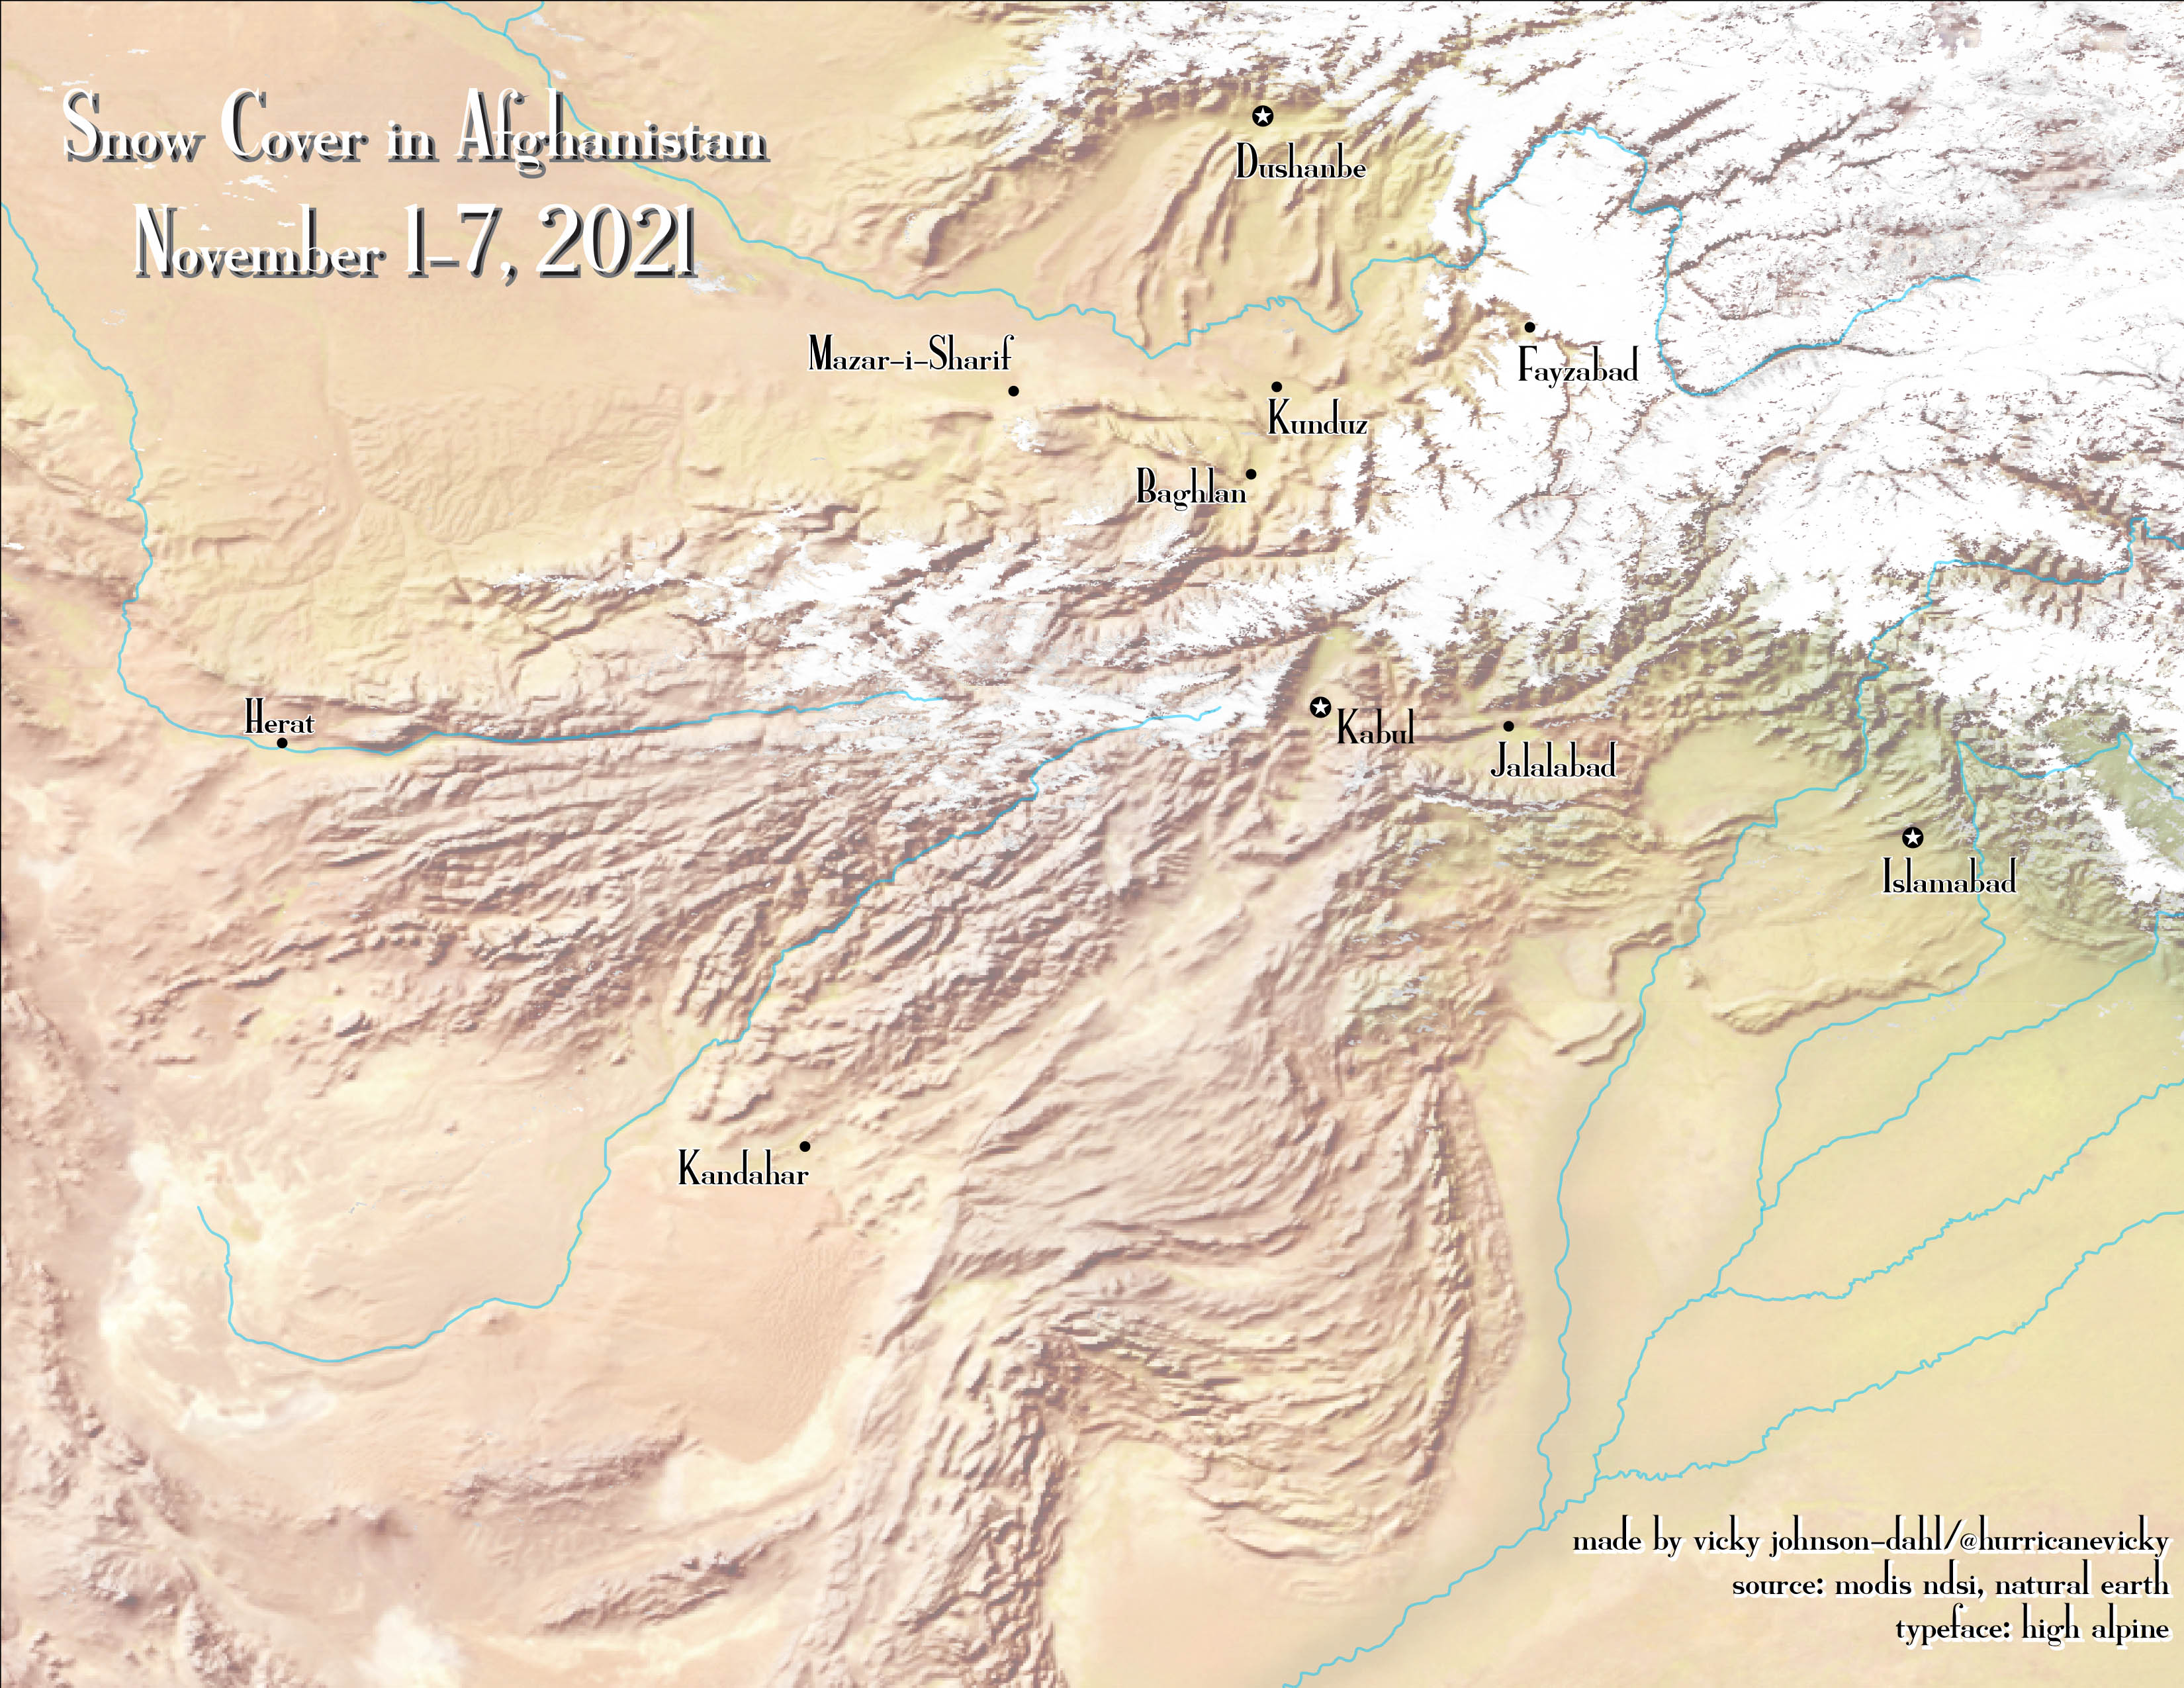 Snow Cover in Afghanistan
November 1-7, 2021
Dushanbe
Mazar-i-Sharif
Fayzabad
Kunduz
Baghlan
Herat
Kabul
Jalalabad
Islamabad
Kandahar
made by vicky johnson-dahl/@hurricanevicky
source: modis ndsi, natural earth
typeface: high alpine